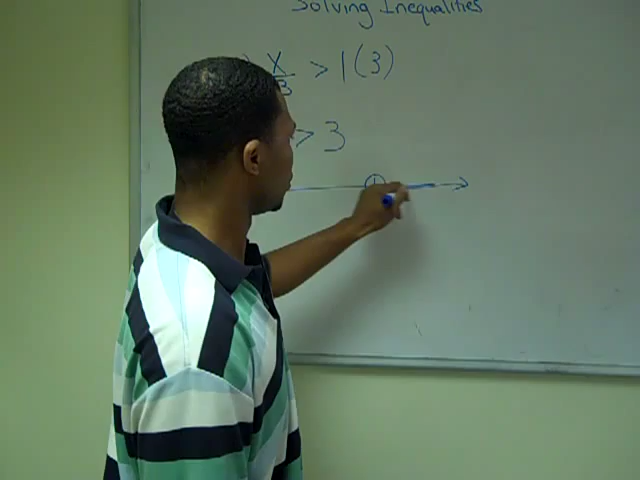 Solving Inequalities
) x/3 > 1(3)
> 3